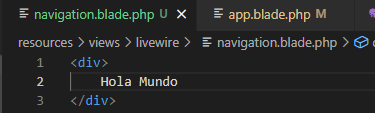 navigation.blade.php U app.blade.php M
resources > views > livewire > navigation.blade.php >
1 <div>
2 Hola Mundo
3 </div>